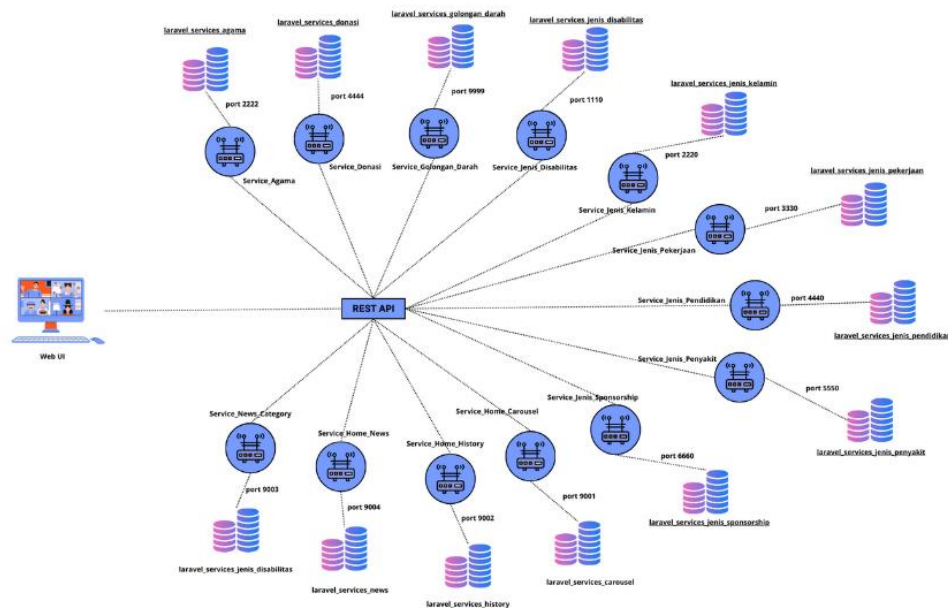 laravel_services_agama
laravel_services_donasi
laravel_services_golongan_darah
laravel_services_jenis_disabilitas
laravel_services_jenis_kelamin
port 2222
port 4444
port 9999
port 1110
port 2220
Service_Agama
Service_Donasi
Service_Golongan_Darah
Service_Jenis_Disabilitas
Service_Jenis_Kelamin
laravel_services_jenis_pekerjaan
port 3330
Service_Jenis_Pekerjaan
Service_Jenis_Pendidikan
port 4440
laravel_services_jenis_pendidikan
REST API
Web UI
Service_Jenis_Penyakit
port 5550
laravel_services_jenis_penyakit
Service_Jenis_Sponsorship
Service_Home_Carousel
Service_News_Category
Service_Home_News
Service_Home_History
port 6660
laravel_services_jenis_sponsorship
port 9003
port 9004
port 9002
port 9001
laravel_services_jenis_disabilitas
laravel_services_news
laravel_services_history
laravel_services_carousel